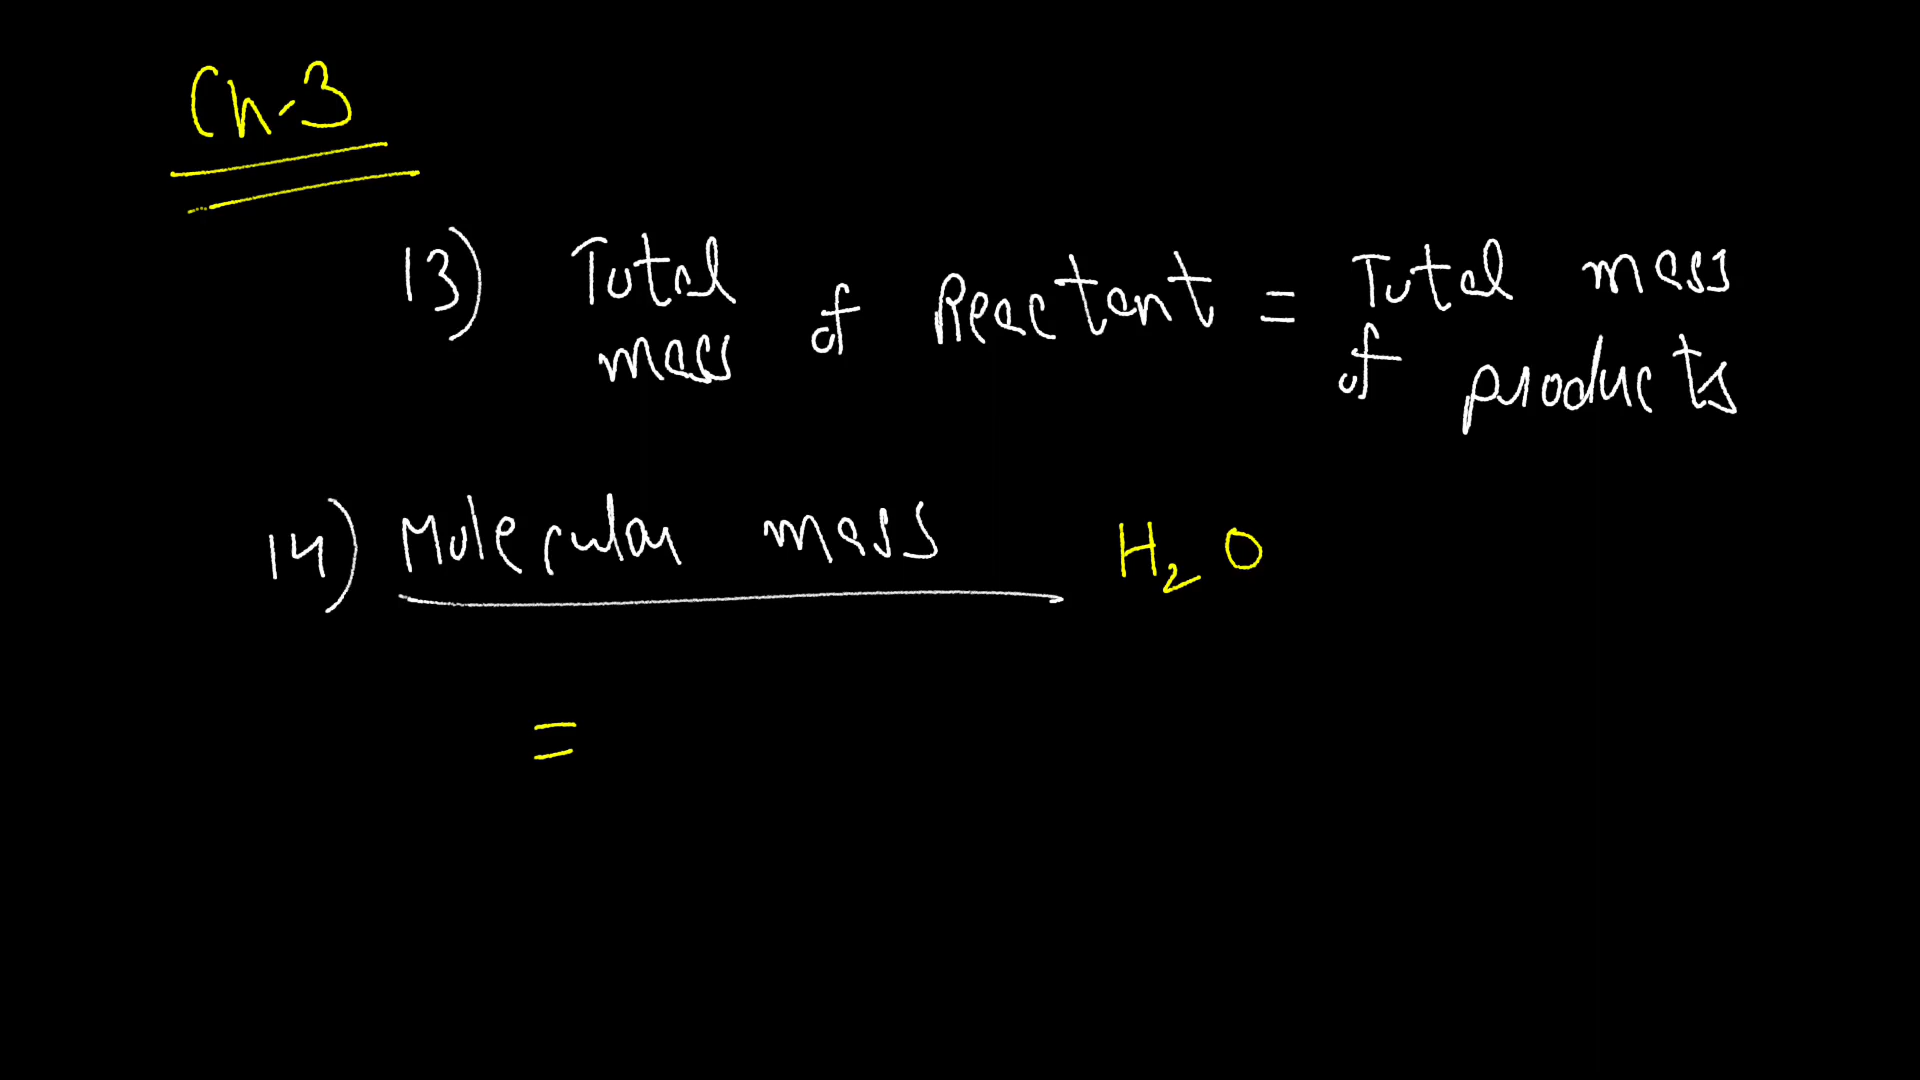 Ch-3
13) Total mass of Reactant = Total mass of products
14) Molecular mass H₂O
=